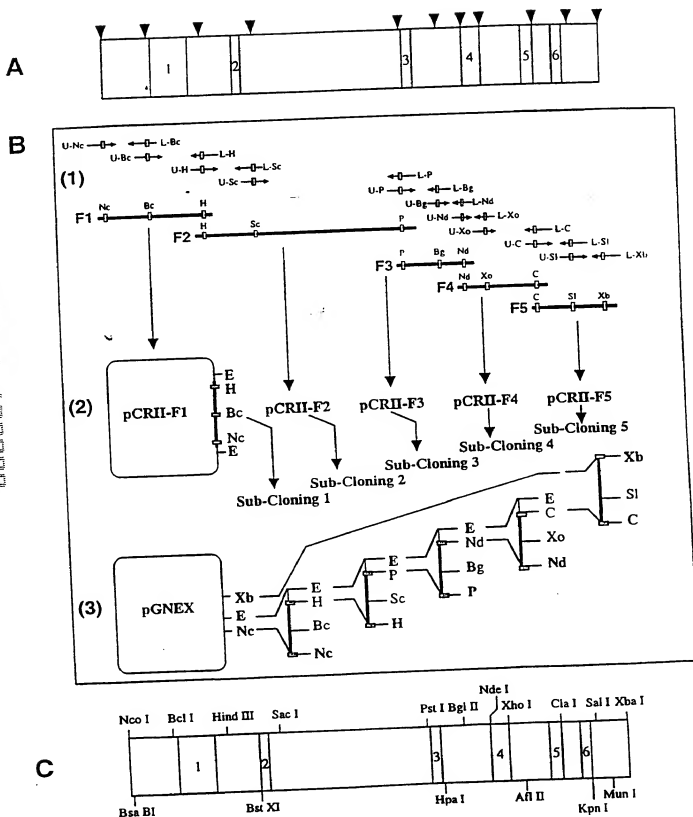 A
1 2 3 4 5 6
B
(1)
U-Nc L-Bc
U-Bc L-H
U-H L-Sc
U-Sc
L-P
U-P L-Bg
U-Bg L-Nd
U-Nd L-Xo
U-Xo L-C
U-C L-Sl
U-Sl L-Xb
F1 Nc Bc H
F2 H Sc P
F3 P Bg Nd
F4 Nd Xo C
F5 C Sl Xb
(2)
pCRII-F1
E
H
Bc
Nc
E
pCRII-F2
pCRII-F3
pCRII-F4
pCRII-F5
Sub-Cloning 1
Sub-Cloning 2
Sub-Cloning 3
Sub-Cloning 4
Sub-Cloning 5
(3)
pGNEX
Xb
E
Nc
E
H
Bc
Nc
E
P
Sc
H
E
Nd
Bg
P
E
C
Xo
Nd
Xb
Sl
C
C
Nco I Bcl I Hind III Sac I Pst I Bgl II Nde I Xho I Cla I Sal I Xba I
1 2 3 4 5 6
Bsa BI Bst XI Hpa I Afl II Kpn I Mun I